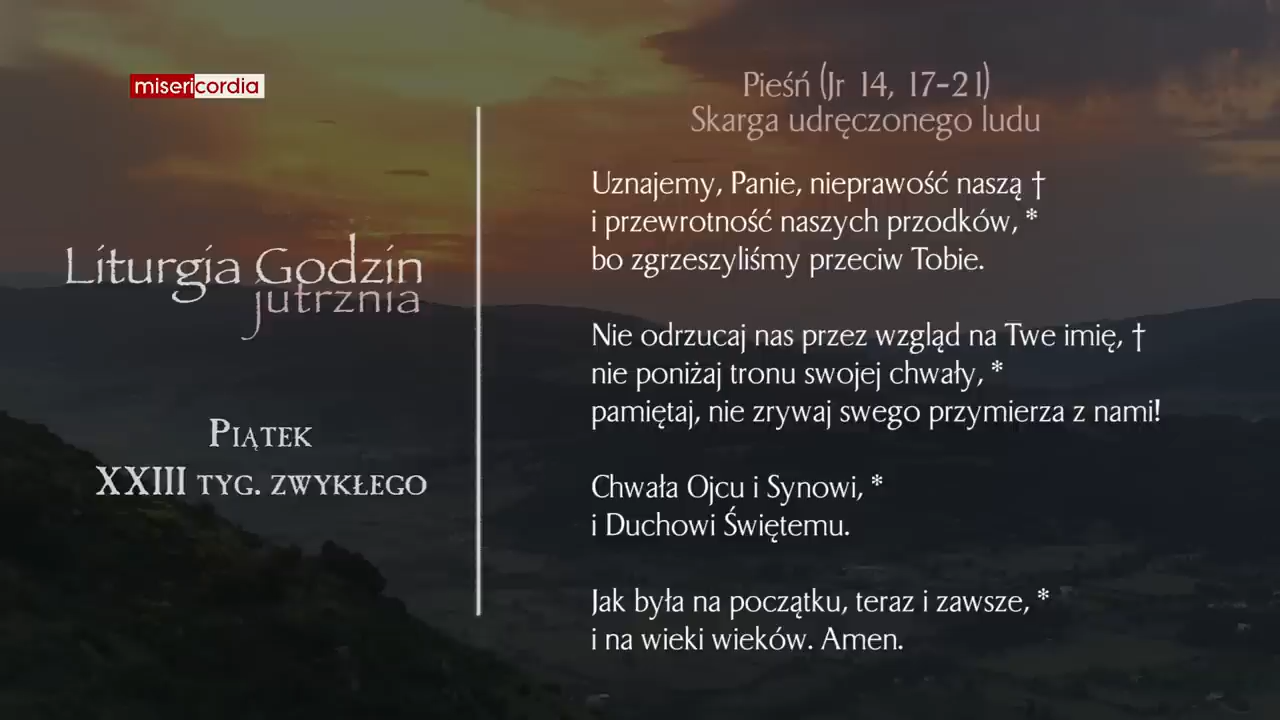 misericordia
Liturgia Godzin
jutrznia
Piątek
XXIII tyg. zwykłego
Pieśń (Jr 14, 17-21)
Skarga udręczonego ludu
Uznajemy, Panie, nieprawość naszą †
i przewrotność naszych przodków, *
bo zgrzeszyliśmy przeciw Tobie.
Nie odrzucaj nas przez wzgląd na Twe imię, †
nie poniżaj tronu swojej chwały, *
pamiętaj, nie zrywaj swego przymierza z nami!
Chwała Ojcu i Synowi, *
i Duchowi Świętemu.
Jak była na początku, teraz i zawsze, *
i na wieki wieków. Amen.